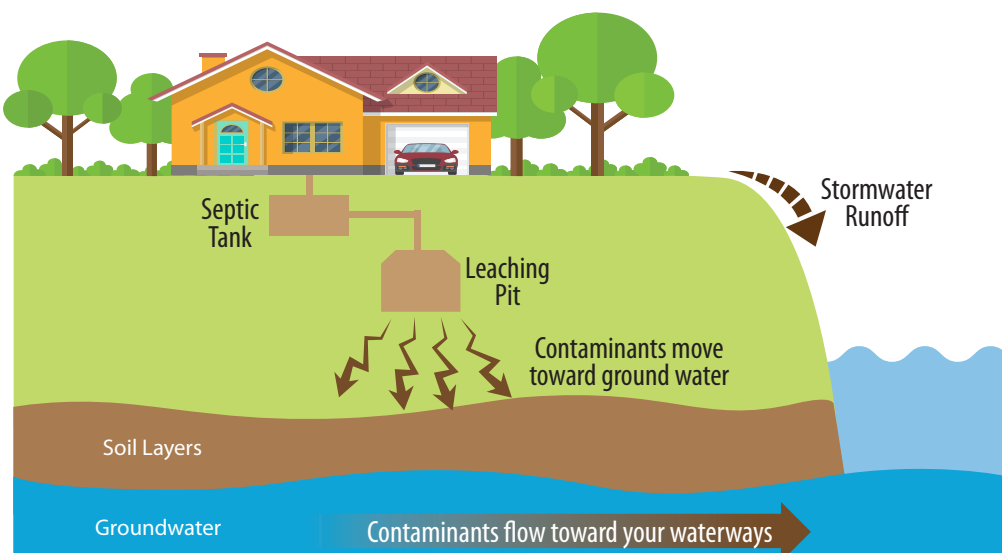 Septic
Tank
Stormwater
Runoff
Leaching
Pit
Contaminants move
toward ground water
Soil Layers
Groundwater
Contaminants flow toward your waterways